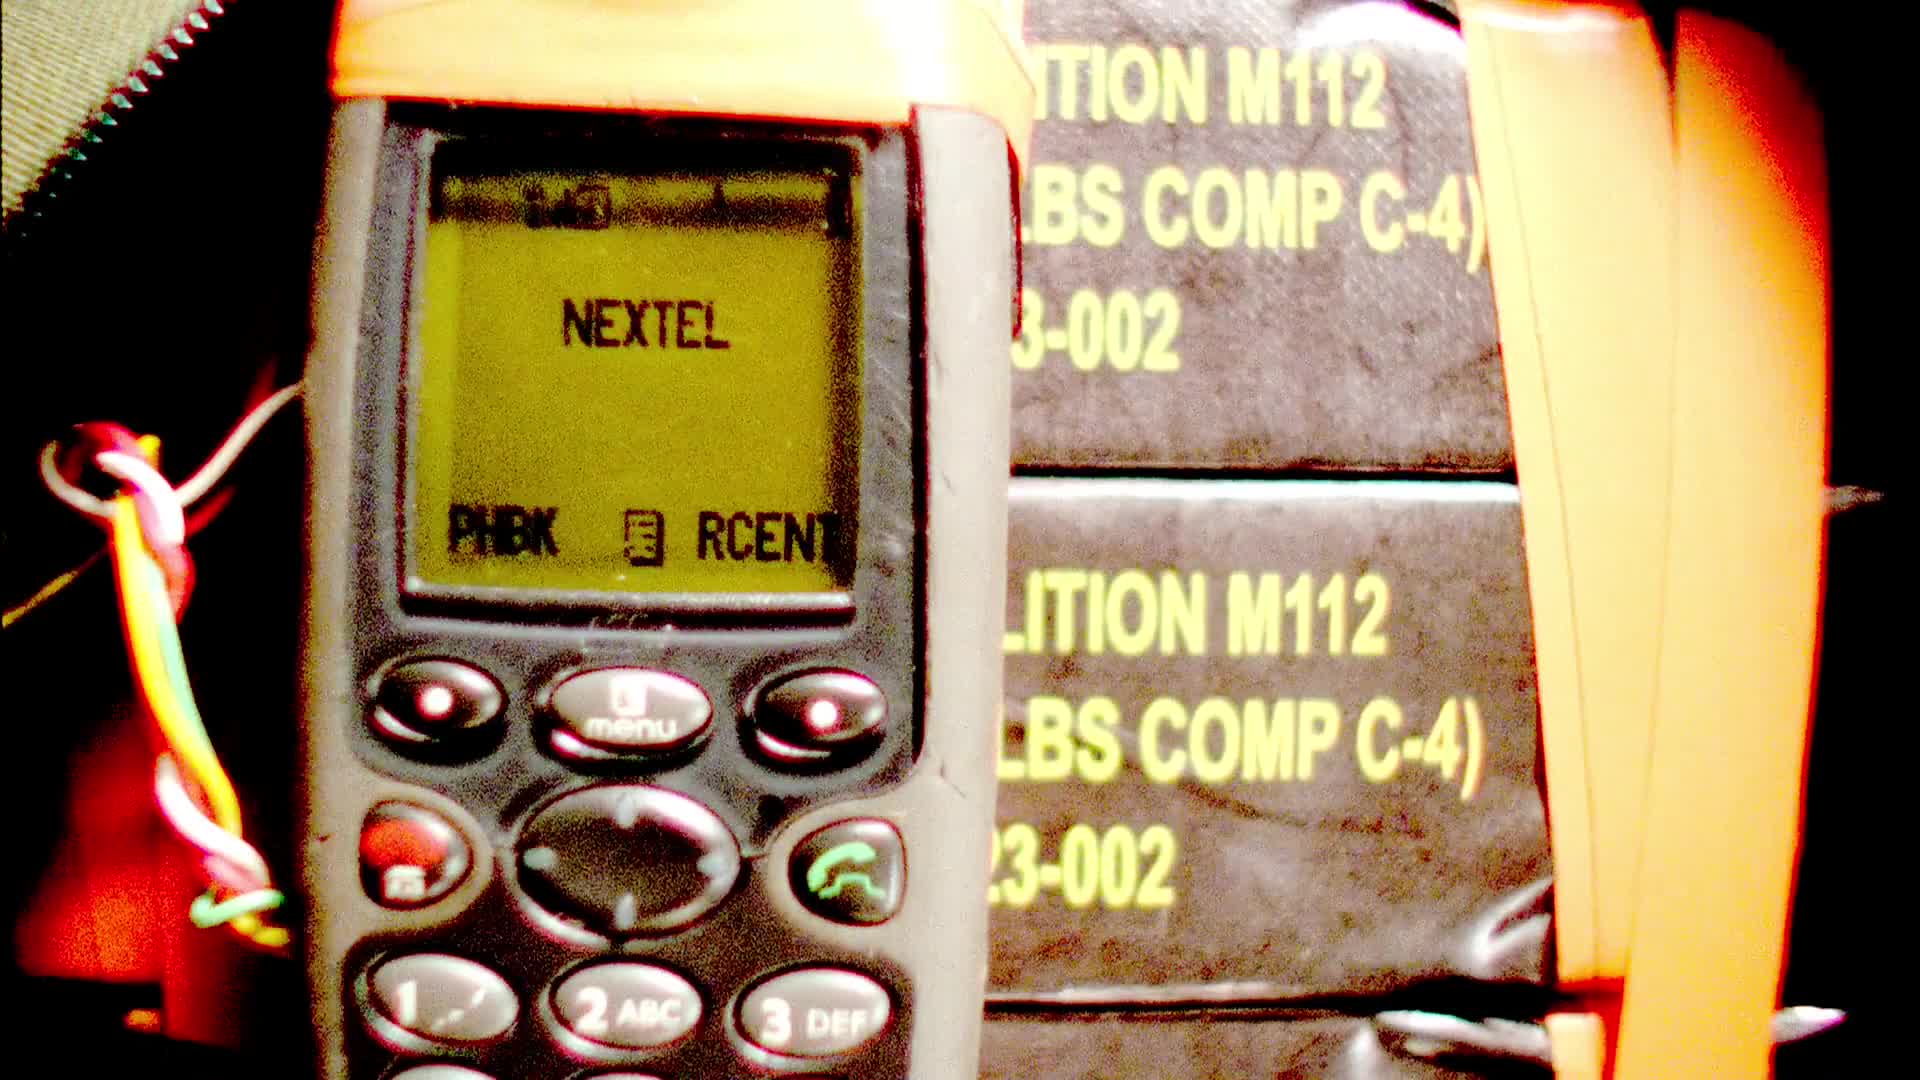 NEXTEL
PHBK RCENT
menu
1
2 ABC
3 DEF
ITION M112
LBS COMP C-4)
3-002
LITION M112
LBS COMP C-4)
23-002